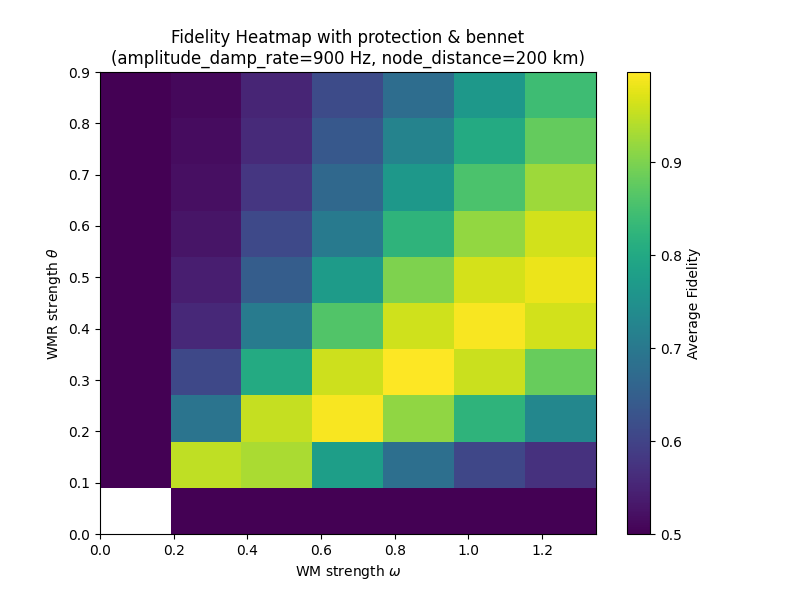 Fidelity Heatmap with protection & bennet
(amplitude_damp_rate=900 Hz, node_distance=200 km)
0.9
0.8
0.7
0.6
0.5
0.4
0.3
0.2
0.1
0.0
WMR strength θ
0.0 0.2 0.4 0.6 0.8 1.0 1.2
WM strength ω
0.9
0.8
0.7
0.6
0.5
Average Fidelity